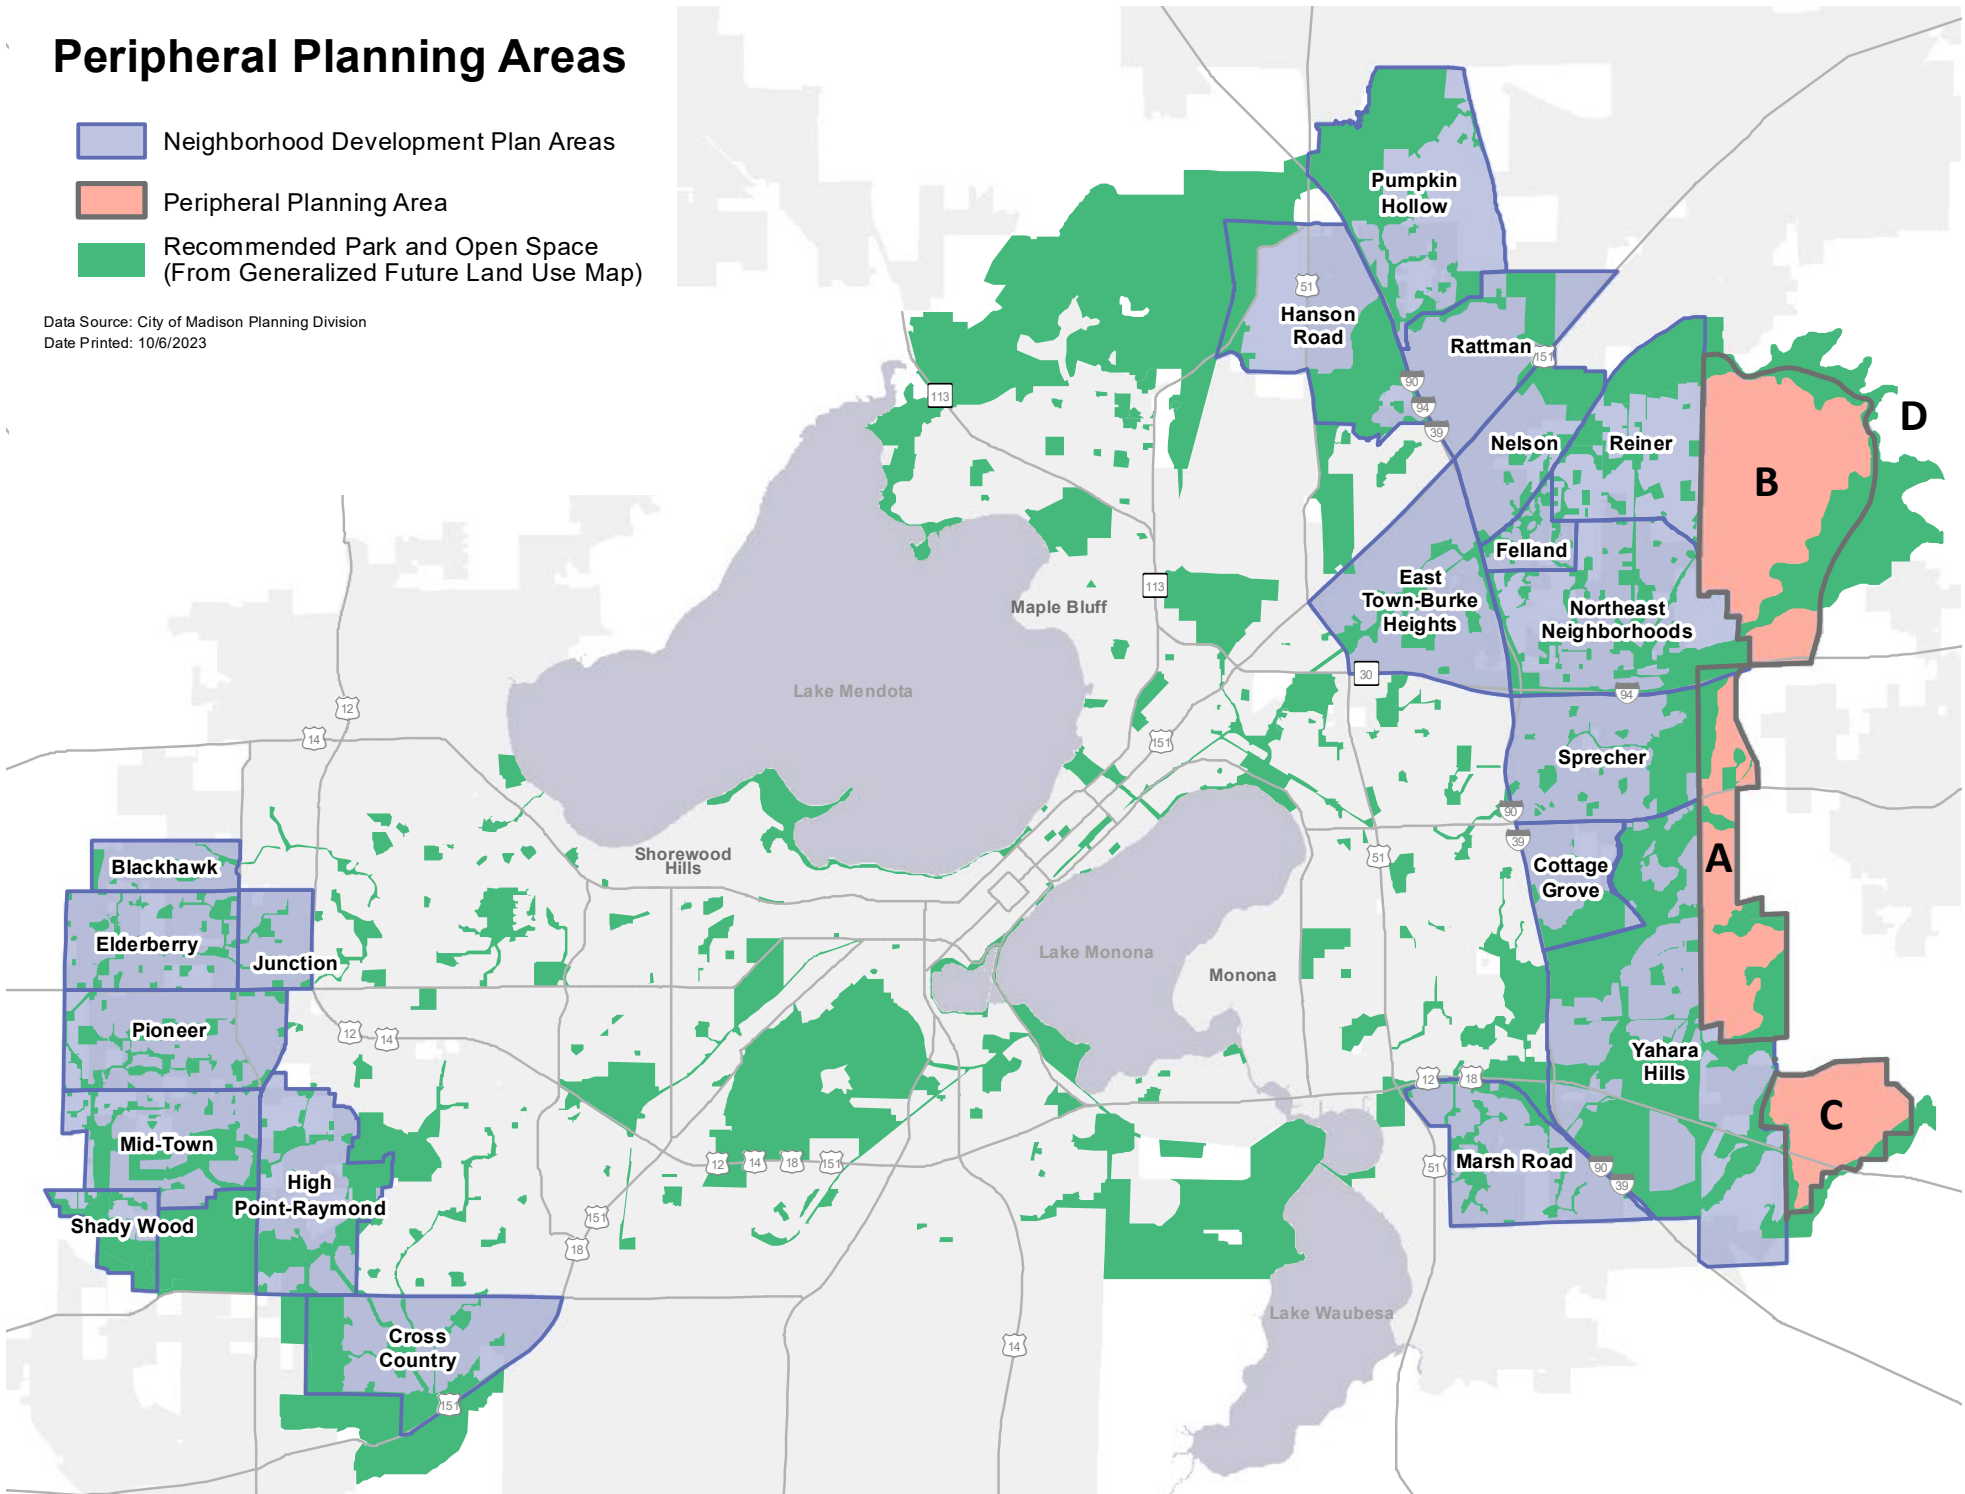 Peripheral Planning Areas
Neighborhood Development Plan Areas
Peripheral Planning Area
Recommended Park and Open Space
(From Generalized Future Land Use Map)
Data Source: City of Madison Planning Division
Date Printed: 10/6/2023
Pumpkin
Hollow
51
Hanson
Road
Rattman
151
90
94
39
113
D
Nelson
Reiner
B
Felland
East
Town-Burke
Heights
113
Maple Bluff
Northeast
Neighborhoods
30
94
Lake Mendota
12
14
151
Sprecher
90
39
51
A
Cottage
Grove
Shorewood
Hills
Blackhawk
Elderberry
Junction
Lake Monona
Monona
Pioneer
12
14
Yahara
Hills
12
18
C
Mid-Town
12
14
18
151
51
Marsh Road
90
39
High
Point-Raymond
Shady Wood
151
18
Lake Waubesa
14
Cross
Country
151